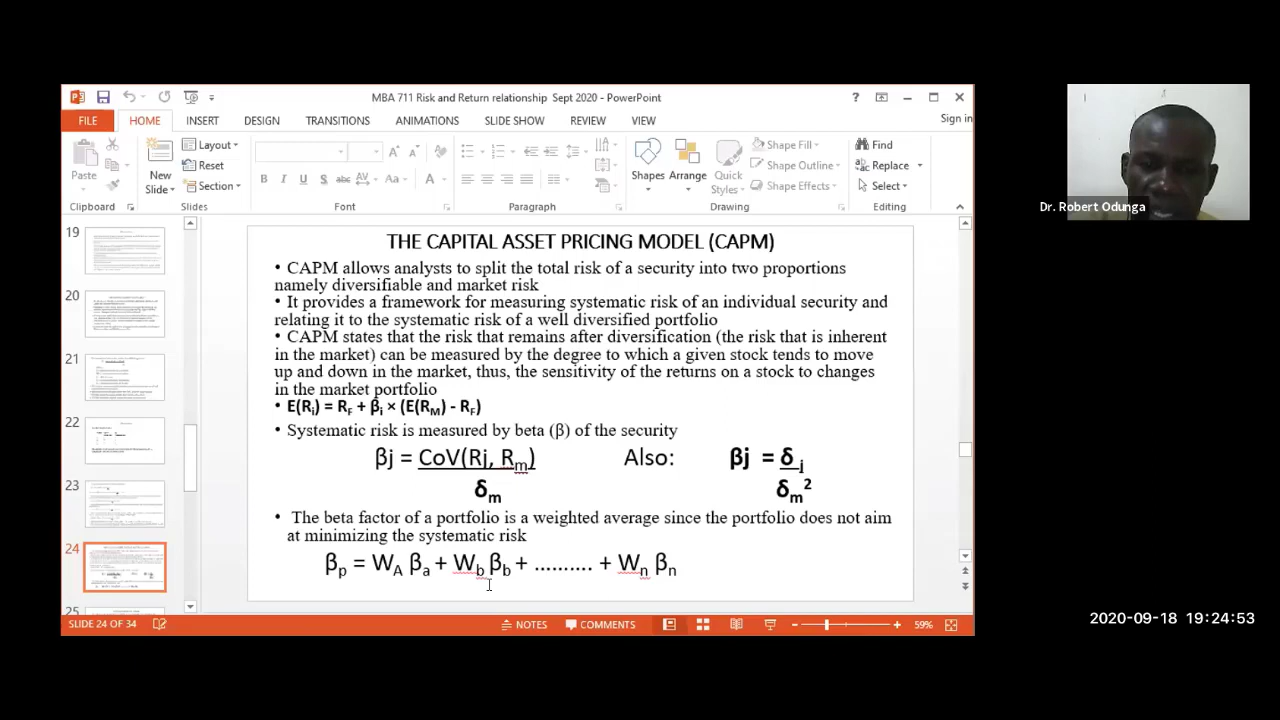 MBA 711 Risk and Return relationship Sept 2020 - PowerPoint
FILE HOME INSERT DESIGN TRANSITIONS ANIMATIONS SLIDE SHOW REVIEW VIEW Sign in
Paste
New Slide
Layout
Reset
Section
B I U S abc AV Aa A
Shapes Arrange Quick Styles
Shape Fill
Shape Outline
Shape Effects
Find
Replace
Select
Clipboard Slides Font Paragraph Drawing Editing
19
20
21
22
23
24
25
THE CAPITAL ASSET PRICING MODEL (CAPM)
• CAPM allows analysts to split the total risk of a security into two proportions
namely diversifiable and market risk
• It provides a framework for measuring systematic risk of an individual security and
relating it to the systematic risk of a well-diversified portfolio
• CAPM states that the risk that remains after diversification (the risk that is inherent
in the market) can be measured by the degree to which a given stock tends to move
up and down in the market, thus, the sensitivity of the returns on a stock to changes
in the market portfolio
• E(Ri) = RF + βi × (E(RM) - RF)
• Systematic risk is measured by beta (β) of the security
βj = CoV(Rj, Rm) Also: βj = δ j
δm δm2
• The beta factor of a portfolio is a weighted average since the portfolio does not aim
at minimizing the systematic risk
βp = WA βa + Wb βb + .......... + Wn βn
SLIDE 24 OF 34 NOTES COMMENTS 59%
Dr. Robert Odunga
2020-09-18 19:24:53